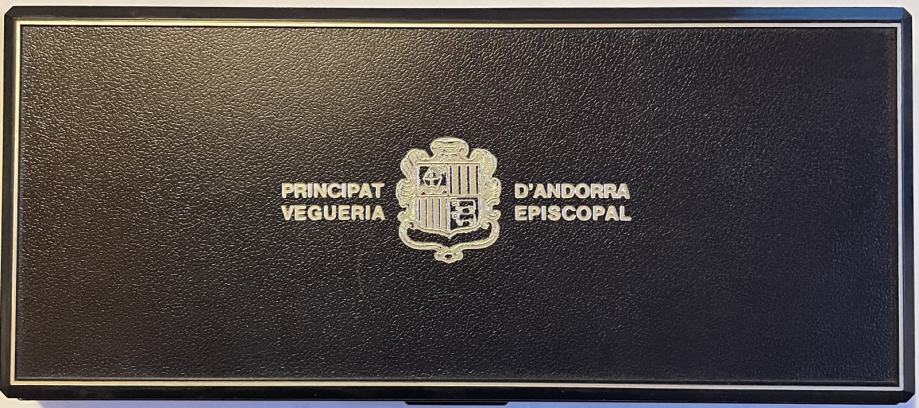 PRINCIPAT D'ANDORRA
VEGUERIA EPISCOPAL